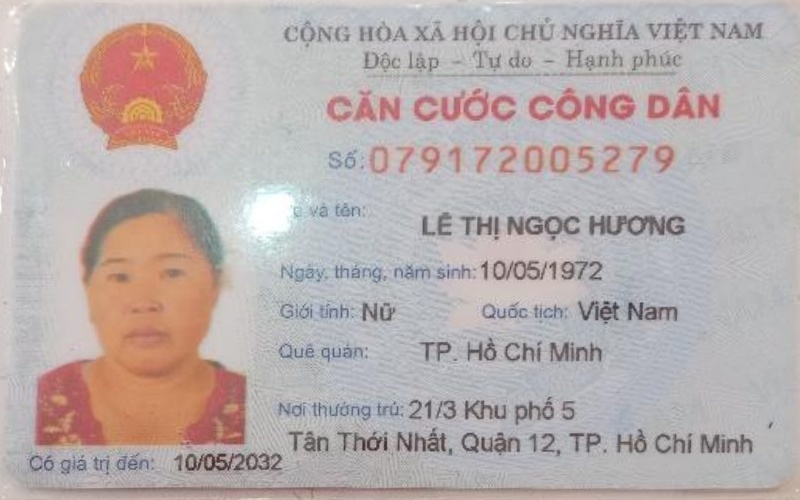 CỘNG HÒA XÃ HỘI CHỦ NGHĨA VIỆT NAM
Độc lập - Tự do - Hạnh phúc
CĂN CƯỚC CÔNG DÂN
Số: 079172005279
và tên:
LÊ THỊ NGỌC HƯƠNG
Ngày, tháng, năm sinh: 10/05/1972
Giới tính: Nữ Quốc tịch: Việt Nam
Quê quán: TP. Hồ Chí Minh
Nơi thường trú: 21/3 Khu phố 5
Tân Thới Nhất, Quận 12, TP. Hồ Chí Minh
Có giá trị đến: 10/05/2032